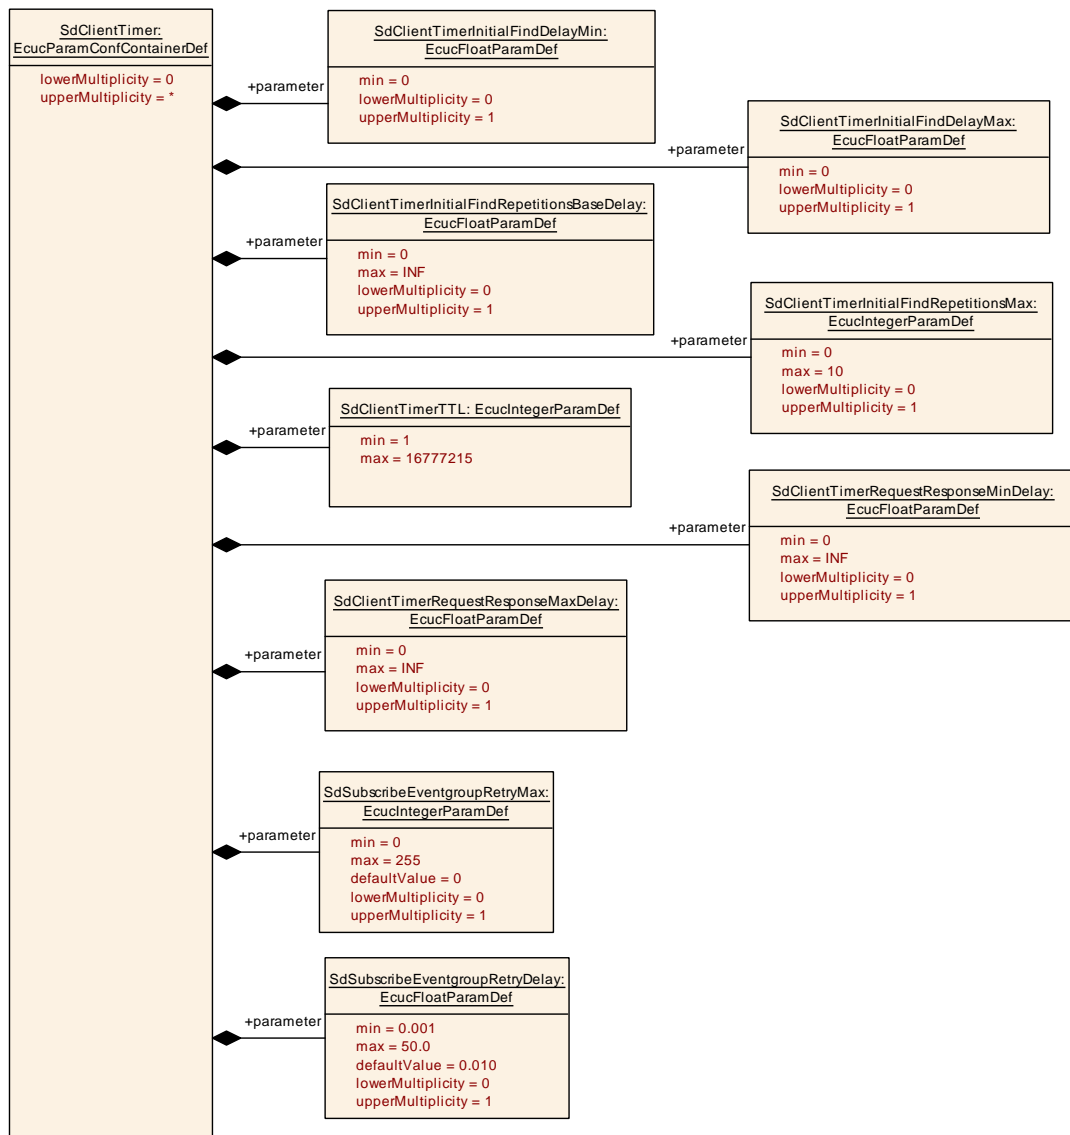 SdClientTimer:
EcucParamConfContainerDef
lowerMultiplicity = 0
upperMultiplicity = *
+parameter
SdClientTimerInitialFindDelayMin:
EcucFloatParamDef
min = 0
lowerMultiplicity = 0
upperMultiplicity = 1
+parameter
SdClientTimerInitialFindDelayMax:
EcucFloatParamDef
min = 0
lowerMultiplicity = 0
upperMultiplicity = 1
+parameter
SdClientTimerInitialFindRepetitionsBaseDelay:
EcucFloatParamDef
min = 0
max = INF
lowerMultiplicity = 0
upperMultiplicity = 1
+parameter
SdClientTimerInitialFindRepetitionsMax:
EcucIntegerParamDef
min = 0
max = 10
lowerMultiplicity = 0
upperMultiplicity = 1
+parameter
SdClientTimerTTL: EcucIntegerParamDef
min = 1
max = 16777215
+parameter
SdClientTimerRequestResponseMinDelay:
EcucFloatParamDef
min = 0
max = INF
lowerMultiplicity = 0
upperMultiplicity = 1
+parameter
SdClientTimerRequestResponseMaxDelay:
EcucFloatParamDef
min = 0
max = INF
lowerMultiplicity = 0
upperMultiplicity = 1
+parameter
SdSubscribeEventgroupRetryMax:
EcucIntegerParamDef
min = 0
max = 255
defaultValue = 0
lowerMultiplicity = 0
upperMultiplicity = 1
+parameter
SdSubscribeEventgroupRetryDelay:
EcucFloatParamDef
min = 0.001
max = 50.0
defaultValue = 0.010
lowerMultiplicity = 0
upperMultiplicity = 1